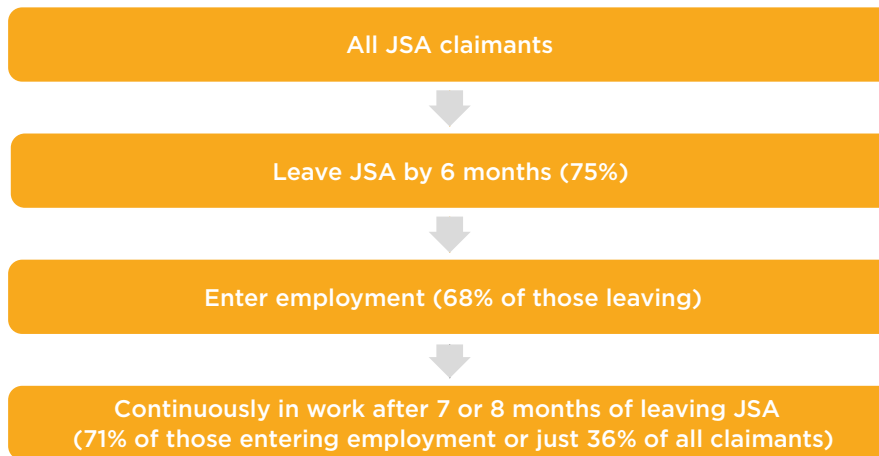 All JSA claimants
Leave JSA by 6 months (75%)
Enter employment (68% of those leaving)
Continuously in work after 7 or 8 months of leaving JSA
(71% of those entering employment or just 36% of all claimants)